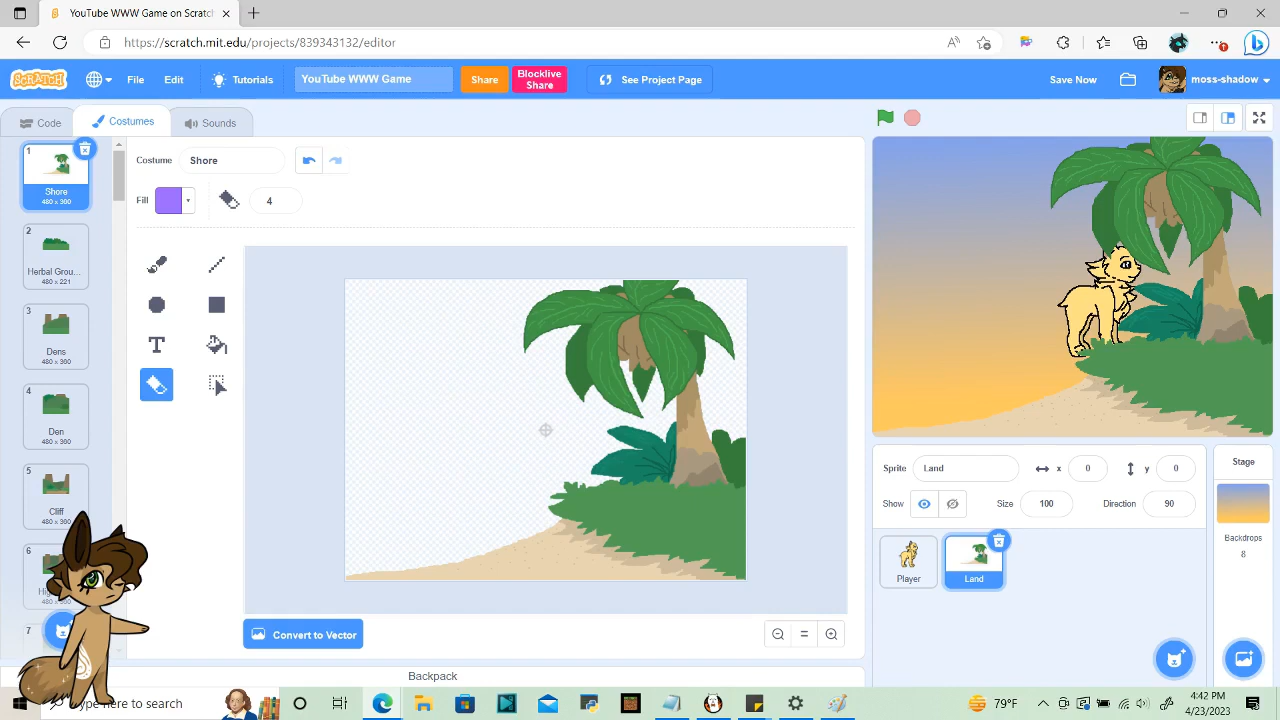 YouTube WWW Game on Scratch
https://scratch.mit.edu/projects/839343132/editor
SCRATCH
File
Edit
Tutorials
YouTube WWW Game
Share
Blocklive
Share
See Project Page
Save Now
moss-shadow
Code
Costumes
Sounds
1
Shore
480 x 300
2
Herbal Grou...
480 x 221
3
Dens
480 x 360
4
Den
480 x 360
5
Cliff
480 x 360
6
7
Costume
Shore
Fill
4
Convert to Vector
Backpack
Sprite
Land
x
0
y
0
Show
Size
100
Direction
90
Player
Land
Stage
Backdrops
8
Type here to search
79°F
4:42 PM
4/23/2023